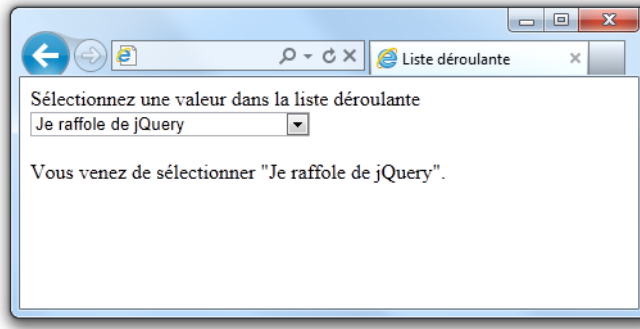 Liste déroulante
Sélectionnez une valeur dans la liste déroulante
Je raffole de jQuery
Vous venez de sélectionner "Je raffole de jQuery".